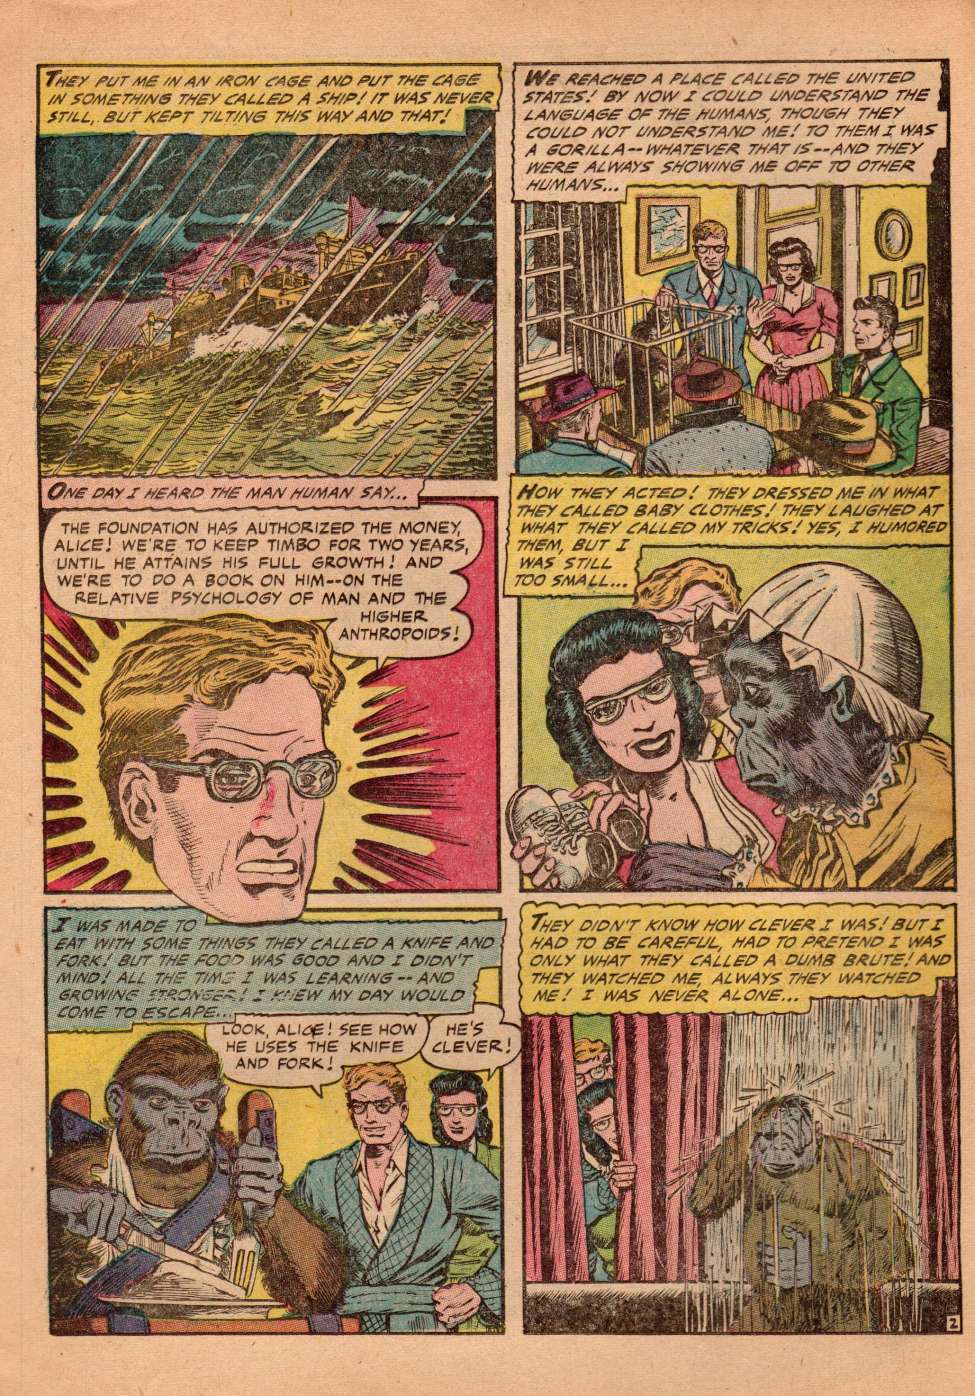 THEY PUT ME IN AN IRON CAGE AND PUT THE CAGE
IN SOMETHING THEY CALLED A SHIP! IT WAS NEVER
STILL, BUT KEPT TILTING THIS WAY AND THAT!
WE REACHED A PLACE CALLED THE UNITED
STATES! BY NOW I COULD UNDERSTAND THE
LANGUAGE OF THE HUMANS, THOUGH THEY
COULD NOT UNDERSTAND ME! TO THEM I WAS
A GORILLA--WHATEVER THAT IS--AND THEY
WERE ALWAYS SHOWING ME OFF TO OTHER
HUMANS...
ONE DAY I HEARD THE MAN HUMAN SAY...
THE FOUNDATION HAS AUTHORIZED THE MONEY,
ALICE! WE'RE TO KEEP TIMBO FOR TWO YEARS,
UNTIL HE ATTAINS HIS FULL GROWTH! AND
WE'RE TO DO A BOOK ON HIM--ON THE
RELATIVE PSYCHOLOGY OF MAN AND THE
HIGHER
ANTHROPOIDS!
HOW THEY ACTED! THEY DRESSED ME IN WHAT
THEY CALLED BABY CLOTHES! THEY LAUGHED AT
WHAT THEY CALLED MY TRICKS! YES, I HUMORED
THEM, BUT I
WAS STILL
TOO SMALL...
I WAS MADE TO
EAT WITH SOME THINGS THEY CALLED A KNIFE AND
FORK! BUT THE FOOD WAS GOOD AND I DIDN'T
MIND! ALL THE TIME I WAS LEARNING -- AND
GROWING STRONGER! I KNEW MY DAY WOULD
COME TO ESCAPE...
LOOK, ALICE! SEE HOW
HE USES THE KNIFE
AND FORK!
HE'S
CLEVER!
THEY DIDN'T KNOW HOW CLEVER I WAS! BUT I
HAD TO BE CAREFUL, HAD TO PRETEND I WAS
ONLY WHAT THEY CALLED A DUMB BRUTE! AND
THEY WATCHED ME, ALWAYS THEY WATCHED
ME! I WAS NEVER ALONE...
2